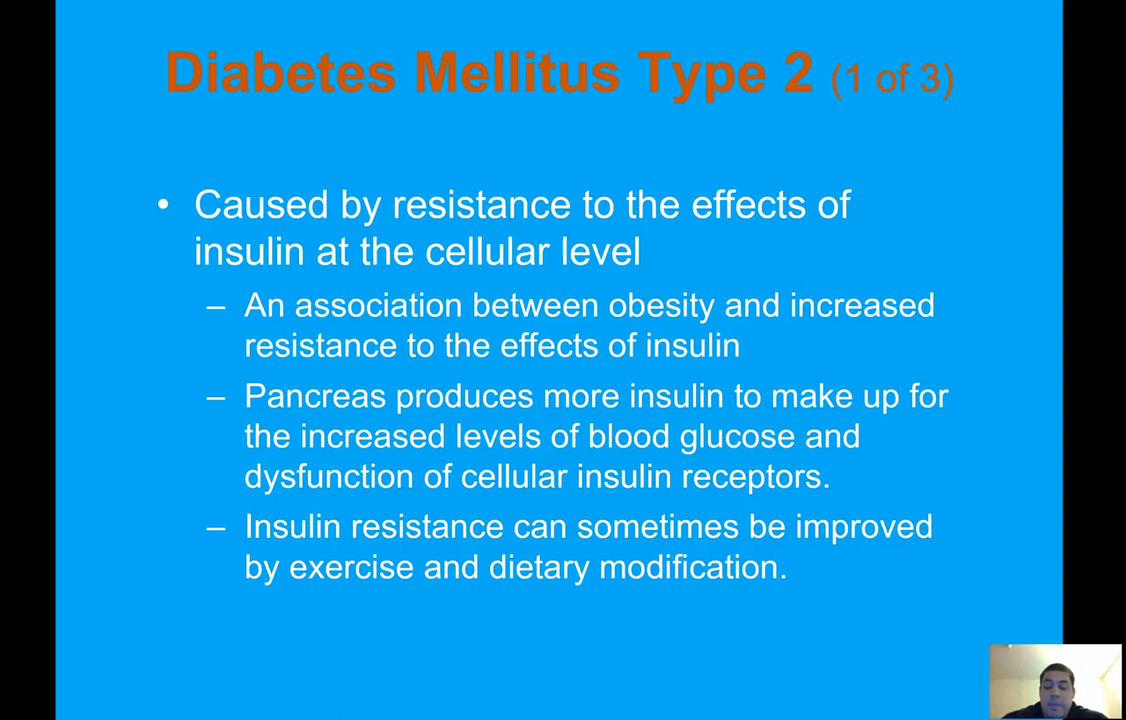 Diabetes Mellitus Type 2 (1 of 3)
• Caused by resistance to the effects of
insulin at the cellular level
– An association between obesity and increased
resistance to the effects of insulin
– Pancreas produces more insulin to make up for
the increased levels of blood glucose and
dysfunction of cellular insulin receptors.
– Insulin resistance can sometimes be improved
by exercise and dietary modification.